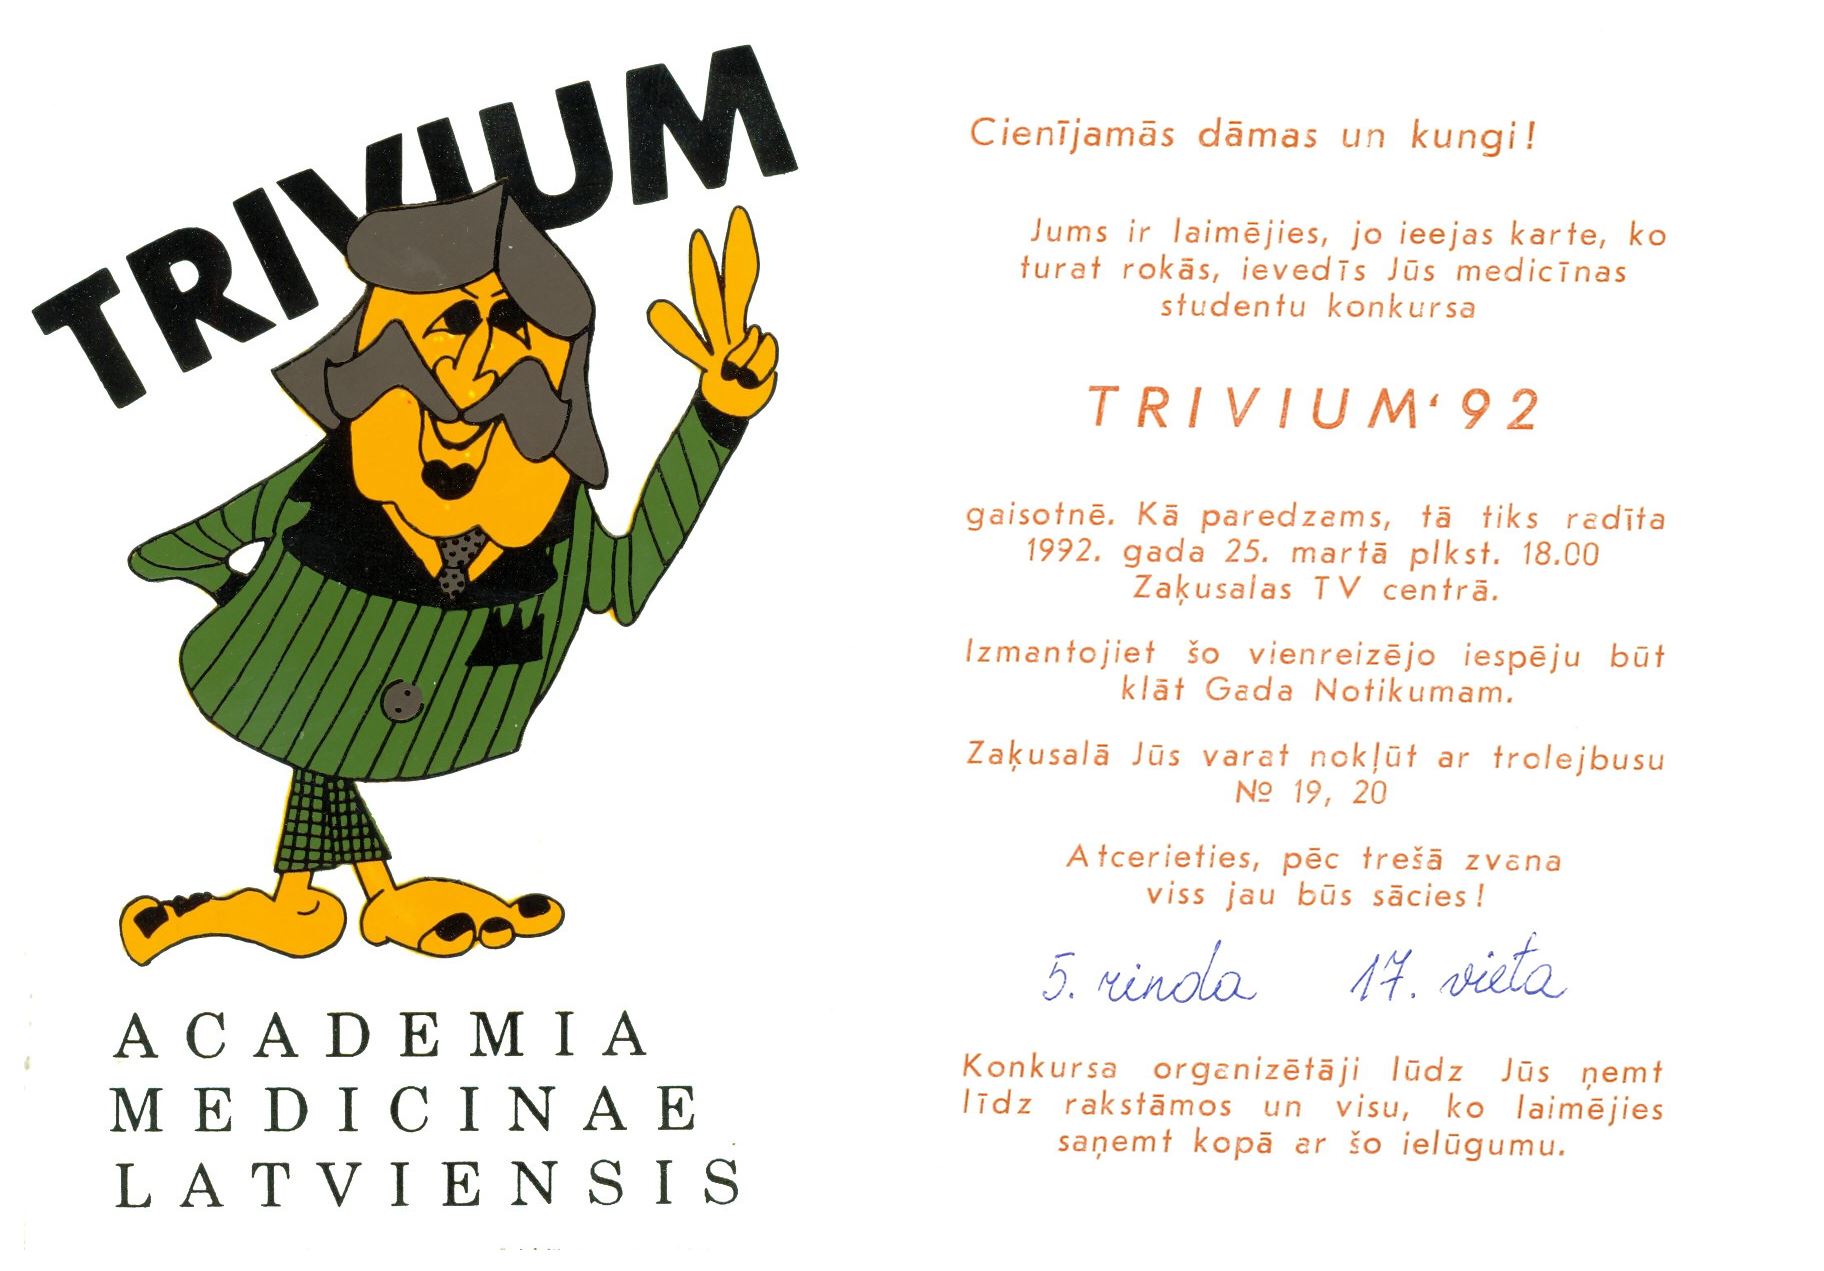 TRIVIUM
ACADEMIA
MEDICINAE
LATVIENSIS
Cienījamās dāmas un kungi!
Jums ir laimējies, jo ieejas karte, ko
turat rokās, ievedīs Jūs medicīnas
studentu konkursa
TRIVIUM‘92
gaisotnē. Kā paredzams, tā tiks radīta
1992. gada 25. martā plkst. 18.00
Zaķusalas TV centrā.
Izmantojiet šo vienreizējo iespēju būt
klāt Gada Notikumam.
Zaķusalā Jūs varat nokļūt ar trolejbusu
№ 19, 20
Atcerieties, pēc trešā zvana
viss jau būs sācies!
5. rinda 17. vieta
Konkursa organizētāji lūdz Jūs ņemt
līdz rakstāmos un visu, ko laimējies
saņemt kopā ar šo ielūgumu.